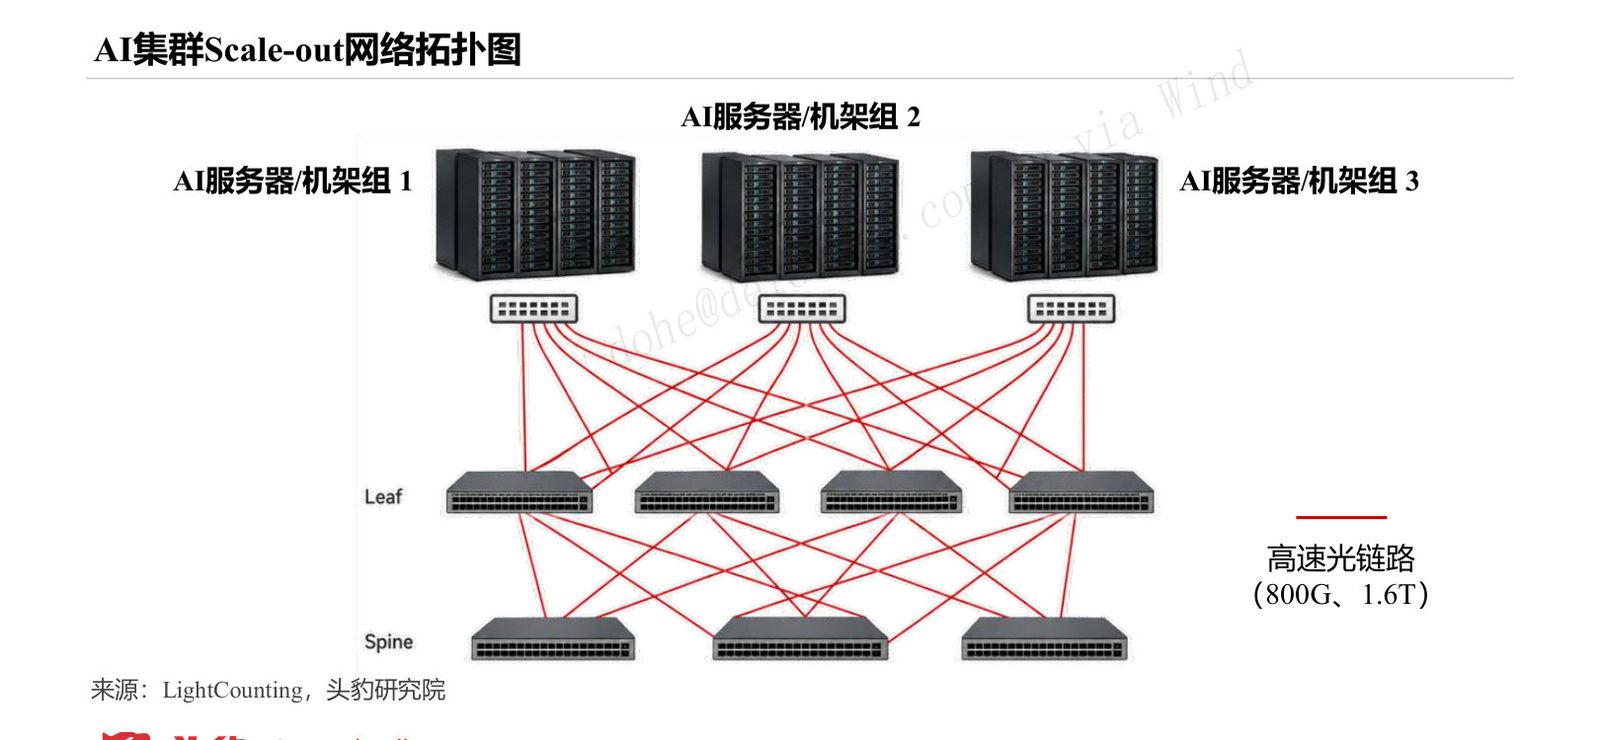 AI集群Scale-out网络拓扑图
AI服务器/机架组 2
AI服务器/机架组 1
AI服务器/机架组 3
via Wind
Leaf
高速光链路
（800G、1.6T）
Spine
来源：LightCounting，头豹研究院